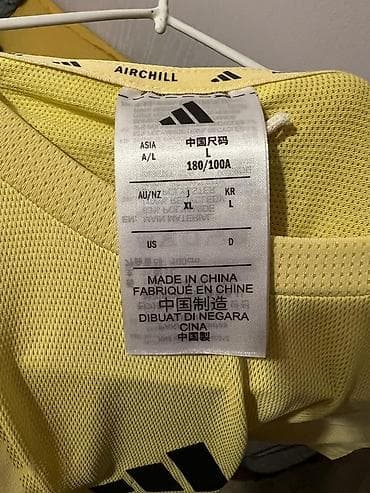 AIRCHILL
ASIA 中国尺码
A/L L
180/100A
AU/NZ J KR
XL L
US D
MADE IN CHINA
FABRIQUÉ EN CHINE
中国制造
DIBUAT DI NEGARA
CINA
中国製